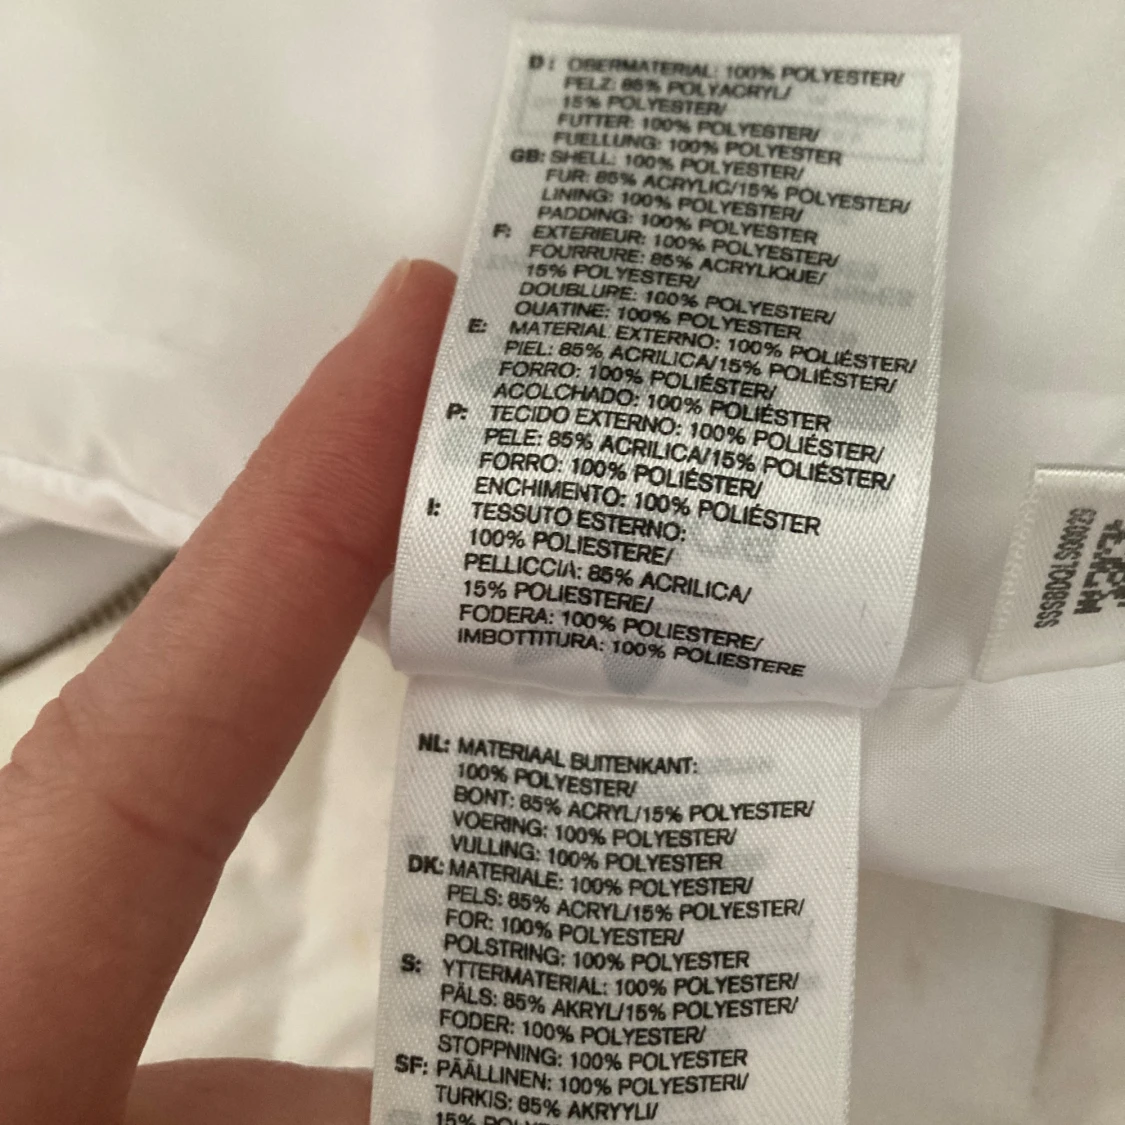 D: OBERMATERIAL: 100% POLYESTER/
PELZ: 85% POLYACRYL/
15% POLYESTER/
FUTTER: 100% POLYESTER/
FUELLUNG: 100% POLYESTER
GB: SHELL: 100% POLYESTER/
FUR: 85% ACRYLIC/15% POLYESTER/
LINING: 100% POLYESTER/
PADDING: 100% POLYESTER
F: EXTERIEUR: 100% POLYESTER/
FOURRURE: 85% ACRYLIQUE/
15% POLYESTER/
DOUBLURE: 100% POLYESTER/
OUATINE: 100% POLYESTER
E: MATERIAL EXTERNO: 100% POLIÉSTER/
PIEL: 85% ACRILICA/15% POLIÉSTER/
FORRO: 100% POLIÉSTER/
ACOLCHADO: 100% POLIÉSTER
P: TECIDO EXTERNO: 100% POLIÉSTER/
PELE: 85% ACRILICA/15% POLIÉSTER/
FORRO: 100% POLIÉSTER/
ENCHIMENTO: 100% POLIÉSTER
I: TESSUTO ESTERNO:
100% POLIESTERE/
PELLICCIA: 85% ACRILICA/
15% POLIESTERE/
FODERA: 100% POLIESTERE/
IMBOTTITURA: 100% POLIESTERE
NL: MATERIAAL BUITENKANT:
100% POLYESTER/
BONT: 85% ACRYL/15% POLYESTER/
VOERING: 100% POLYESTER/
VULLING: 100% POLYESTER
DK: MATERIALE: 100% POLYESTER/
PELS: 85% ACRYL/15% POLYESTER/
FOR: 100% POLYESTER/
POLSTRING: 100% POLYESTER
S: YTTERMATERIAL: 100% POLYESTER/
PÄLS: 85% AKRYL/15% POLYESTER/
FODER: 100% POLYESTER/
STOPPNING: 100% POLYESTER
SF: PÄÄLLINEN: 100% POLYESTERI/
TURKIS: 85% AKRYYLI/
15%